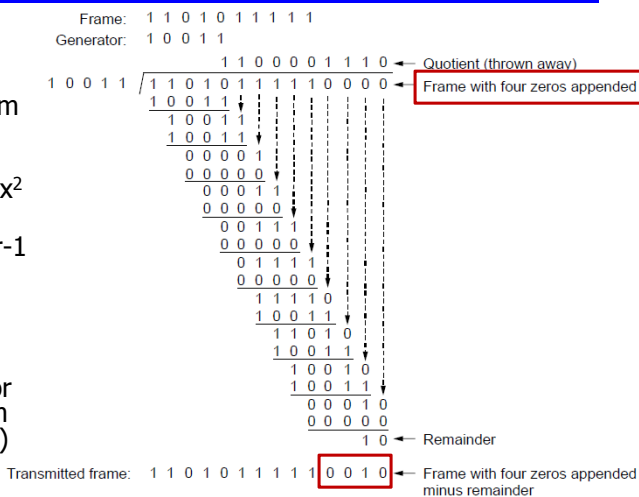 Frame: 1 1 0 1 0 1 1 1 1 1
Generator: 1 0 0 1 1
1 1 0 0 0 0 1 1 1 0 Quotient (thrown away)
1 0 0 1 1 1 1 0 1 0 1 1 1 1 1 0 0 0 0 Frame with four zeros appended
1 0 0 1 1
1 0 0 1 1
1 0 0 1 1
0 0 0 0 1
0 0 0 0 0
x²
0 0 0 1 1
0 0 0 0 0
0 0 1 1 1
-1
0 0 0 0 0
0 1 1 1 1
0 0 0 0 0
1 1 1 1 0
1 0 0 1 1
1 1 0 1 0
1 0 0 1 1
1 0 0 1 0
1 0 0 1 1
0 0 0 1 0
0 0 0 0 0
)
1 0 Remainder
Transmitted frame: 1 1 0 1 0 1 1 1 1 1 0 0 1 0 Frame with four zeros appended
minus remainder